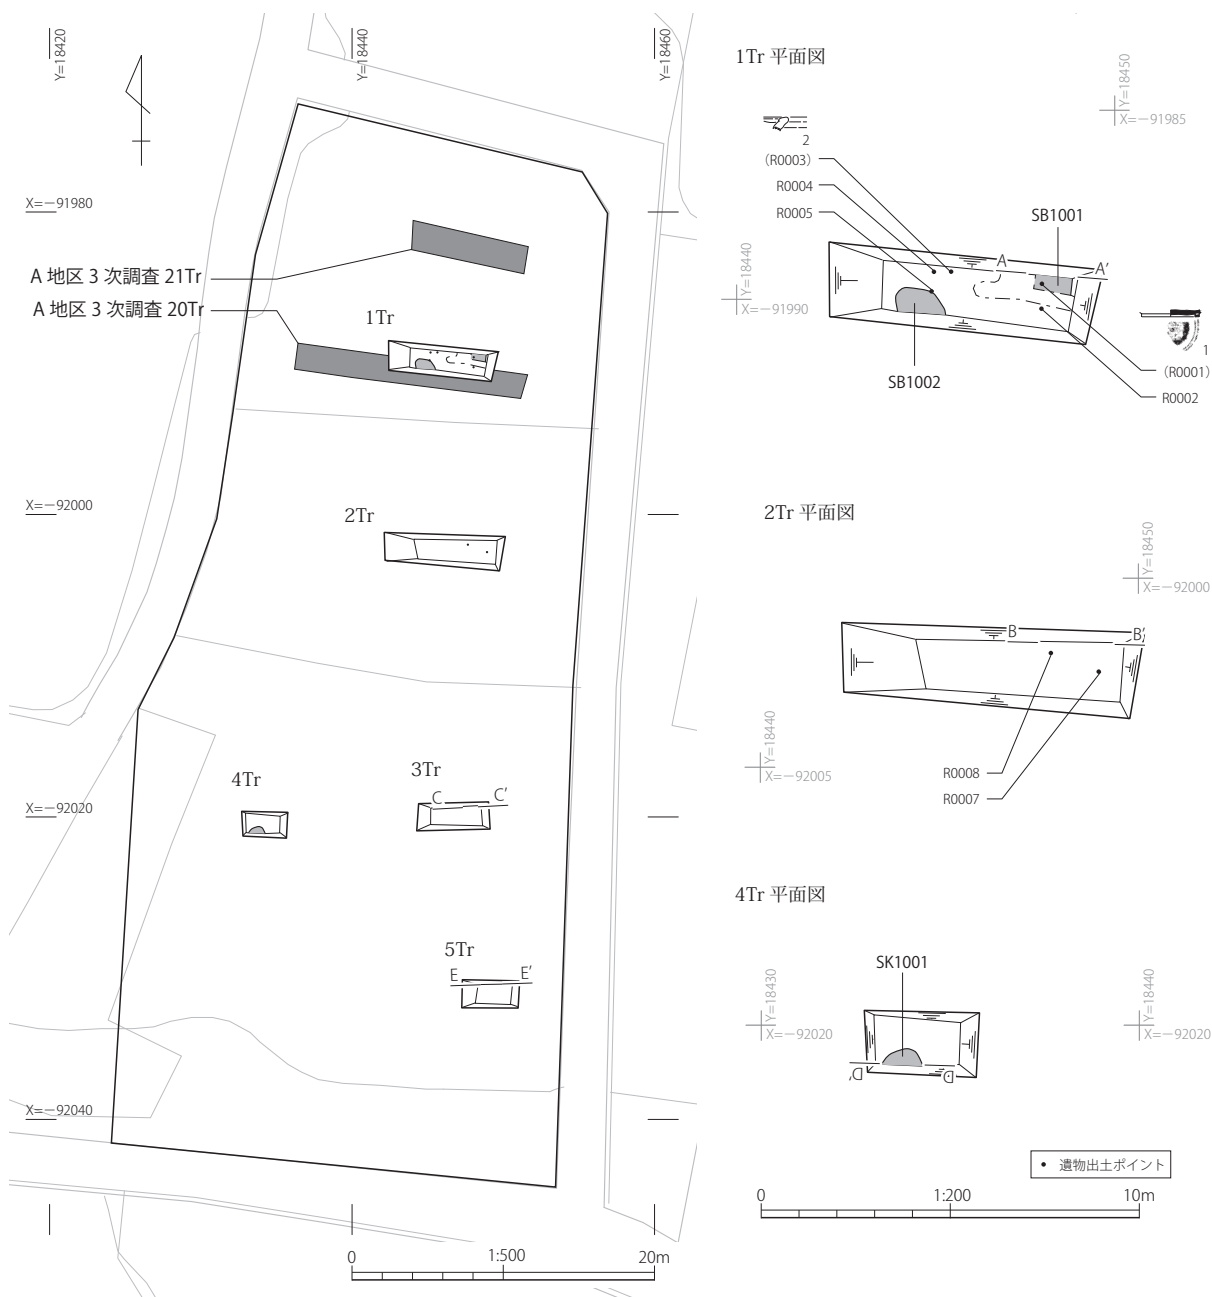 Y=18420
Y=18440
Y=18460
X=−91980
A 地区 3 次調査 21Tr
A 地区 3 次調査 20Tr
1Tr
X=−92000
2Tr
4Tr
3Tr
C
C′
X=−92020
5Tr
E
E′
X=−92040
0
1:500
20m
1Tr 平面図
Y=18450
X=−91985
2
(R0003)
R0004
R0005
SB1001
A
A′
Y=18440
X=−91990
SB1002
1
(R0001)
R0002
2Tr 平面図
Y=18450
X=−92000
B
B′
Y=18440
X=−92005
R0008
R0007
4Tr 平面図
SK1001
Y=18430
X=−92020
Y=18440
X=−92020
D′
D
• 遺物出土ポイント
0
1:200
10m